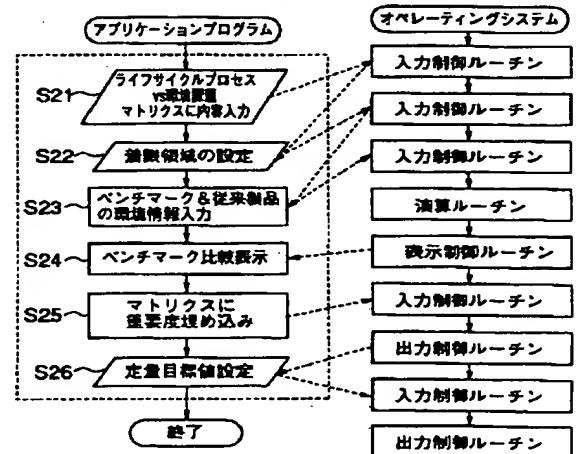 アプリケーションプログラム
オペレーティングシステム
S21
ライフサイクルプロセス
VS環境影響
マトリクスに内容入力
S22
着眼領域の設定
S23
ベンチマーク&従来製品
の環境情報入力
S24
ベンチマーク比較表示
S25
マトリクスに
重要度埋め込み
S26
定量目標値設定
終了
入力制御ルーチン
入力制御ルーチン
入力制御ルーチン
演算ルーチン
表示制御ルーチン
入力制御ルーチン
出力制御ルーチン
入力制御ルーチン
出力制御ルーチン